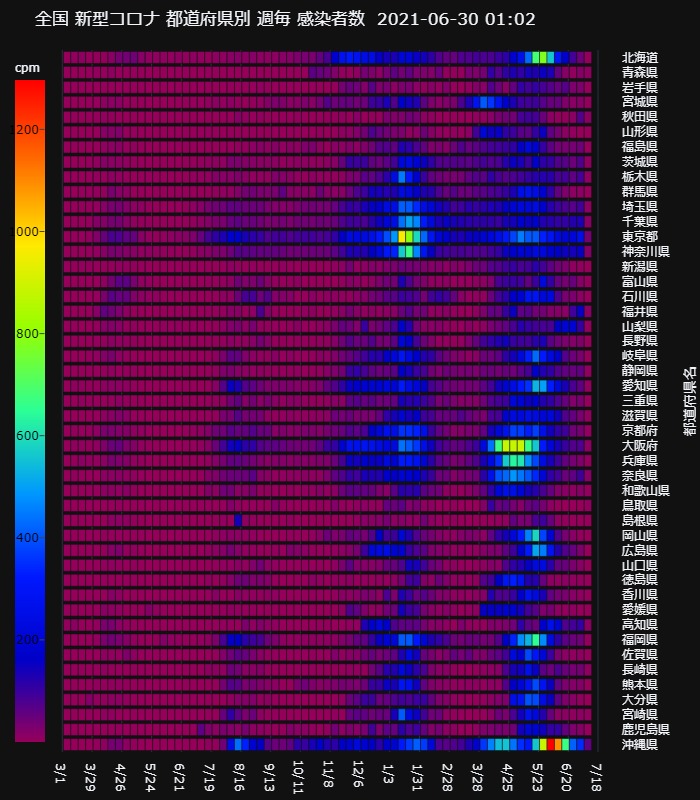 全国 新型コロナ 都道府県別 週毎 感染者数 2021-06-30 01:02
cpm
1200
1000
800
600
400
200
北海道
青森県
岩手県
宮城県
秋田県
山形県
福島県
茨城県
栃木県
群馬県
埼玉県
千葉県
東京都
神奈川県
新潟県
富山県
石川県
福井県
山梨県
長野県
岐阜県
静岡県
愛知県
三重県
滋賀県
京都府
大阪府
兵庫県
奈良県
和歌山県
鳥取県
島根県
岡山県
広島県
山口県
徳島県
香川県
愛媛県
高知県
福岡県
佐賀県
長崎県
熊本県
大分県
宮崎県
鹿児島県
沖縄県
都道府県名
3/1
3/29
4/26
5/24
6/21
7/19
8/16
9/13
10/11
11/8
12/6
1/3
1/31
2/28
3/28
4/25
5/23
6/20
7/18